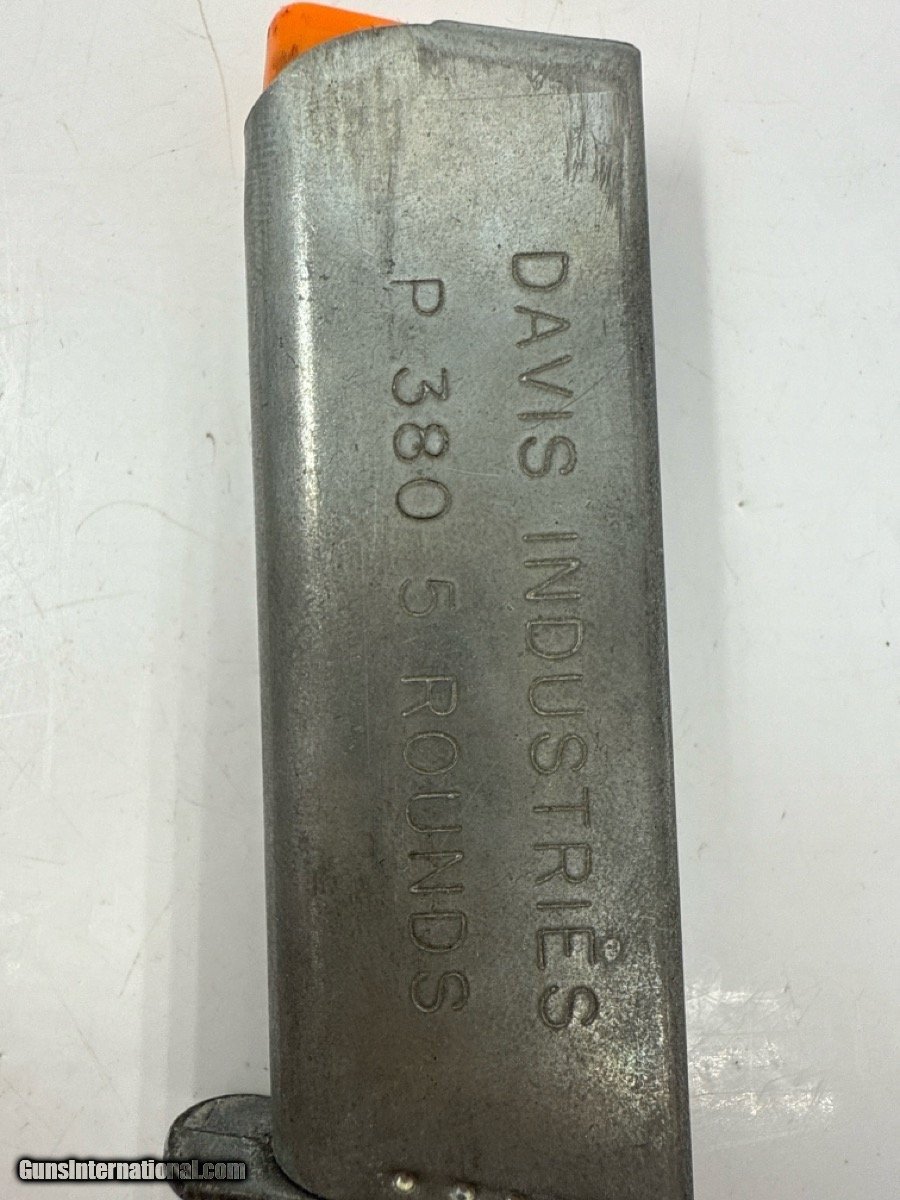 DAVIS INDUSTRIES
P 380 5 ROUNDS
GunsInternational.com